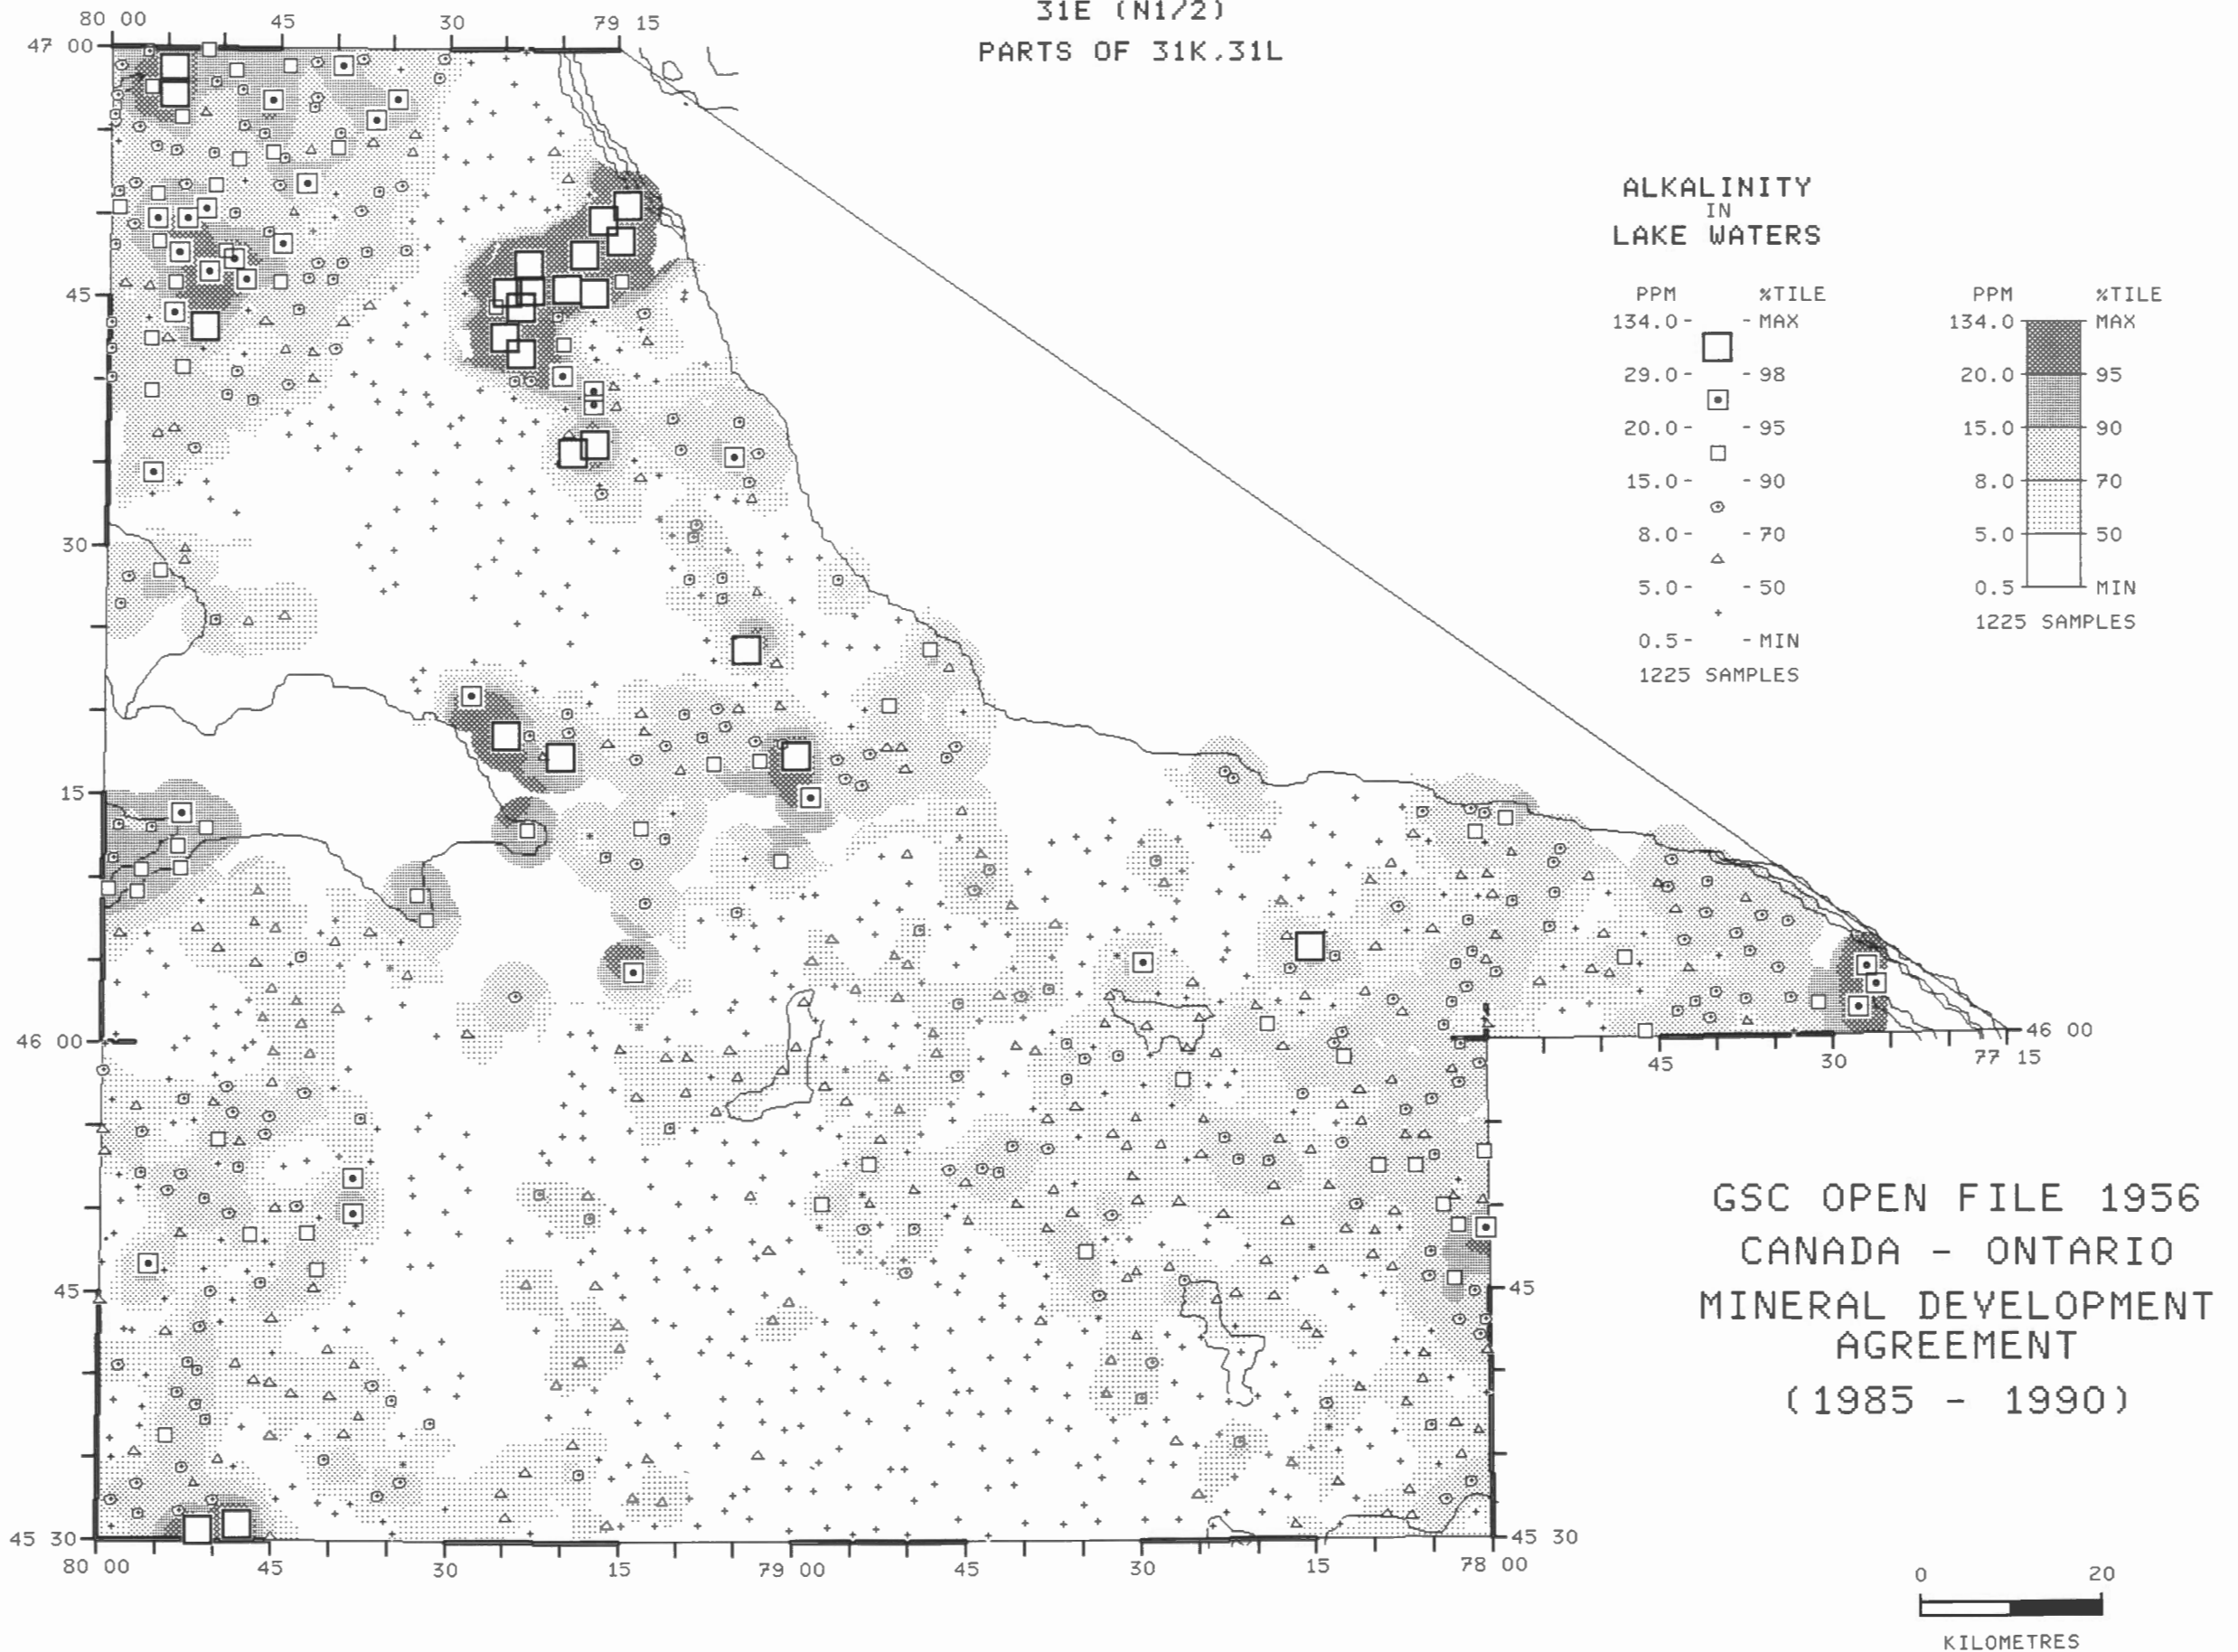 31E (N1/2)
PARTS OF 31K,31L
80 00 45 30 79 15
47 00
45
30
15
46 00
45
45 30
80 00 45 30 15 79 00 45 30 15 78 00
45 30
45
46 00
45 30 77 15
ALKALINITY
IN
LAKE WATERS
PPM %TILE
134.0- - MAX
29.0- - 98
20.0- - 95
15.0- - 90
8.0- - 70
5.0- - 50
0.5- - MIN
1225 SAMPLES
PPM %TILE
134.0 MAX
20.0 95
15.0 90
8.0 70
5.0 50
0.5 MIN
1225 SAMPLES
GSC OPEN FILE 1956
CANADA - ONTARIO
MINERAL DEVELOPMENT
AGREEMENT
(1985 - 1990)
0 20
KILOMETRES